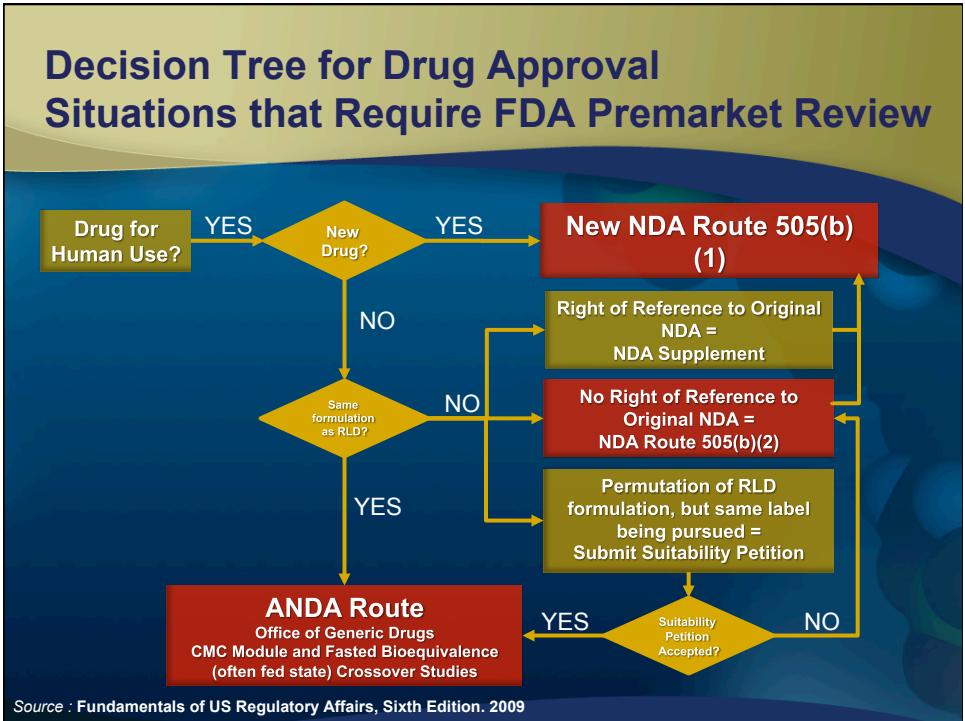 Decision Tree for Drug Approval
Situations that Require FDA Premarket Review
Drug for
Human Use?
YES
New
Drug?
YES
New NDA Route 505(b)
(1)
NO
Right of Reference to Original
NDA =
NDA Supplement
Same
formulation
as RLD?
NO
No Right of Reference to
Original NDA =
NDA Route 505(b)(2)
YES
Permutation of RLD
formulation, but same label
being pursued =
Submit Suitability Petition
ANDA Route
Office of Generic Drugs
CMC Module and Fasted Bioequivalence
(often fed state) Crossover Studies
YES
Suitability
Petition
Accepted?
NO
Source : Fundamentals of US Regulatory Affairs, Sixth Edition. 2009